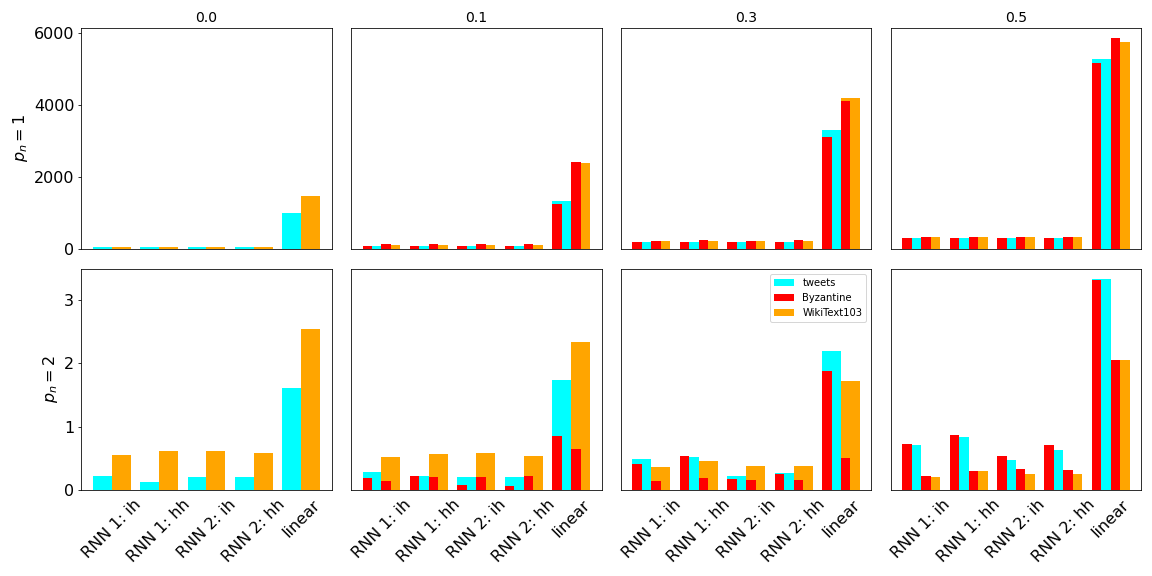 0.0 0.1 0.3 0.5
6000
4000
2000
0
pₙ = 1
3
2
1
0
pₙ = 2
tweets
Byzantine
WikiText103
RNN 1: ih RNN 1: hh RNN 2: ih RNN 2: hh linear
RNN 1: ih RNN 1: hh RNN 2: ih RNN 2: hh linear
RNN 1: ih RNN 1: hh RNN 2: ih RNN 2: hh linear
RNN 1: ih RNN 1: hh RNN 2: ih RNN 2: hh linear